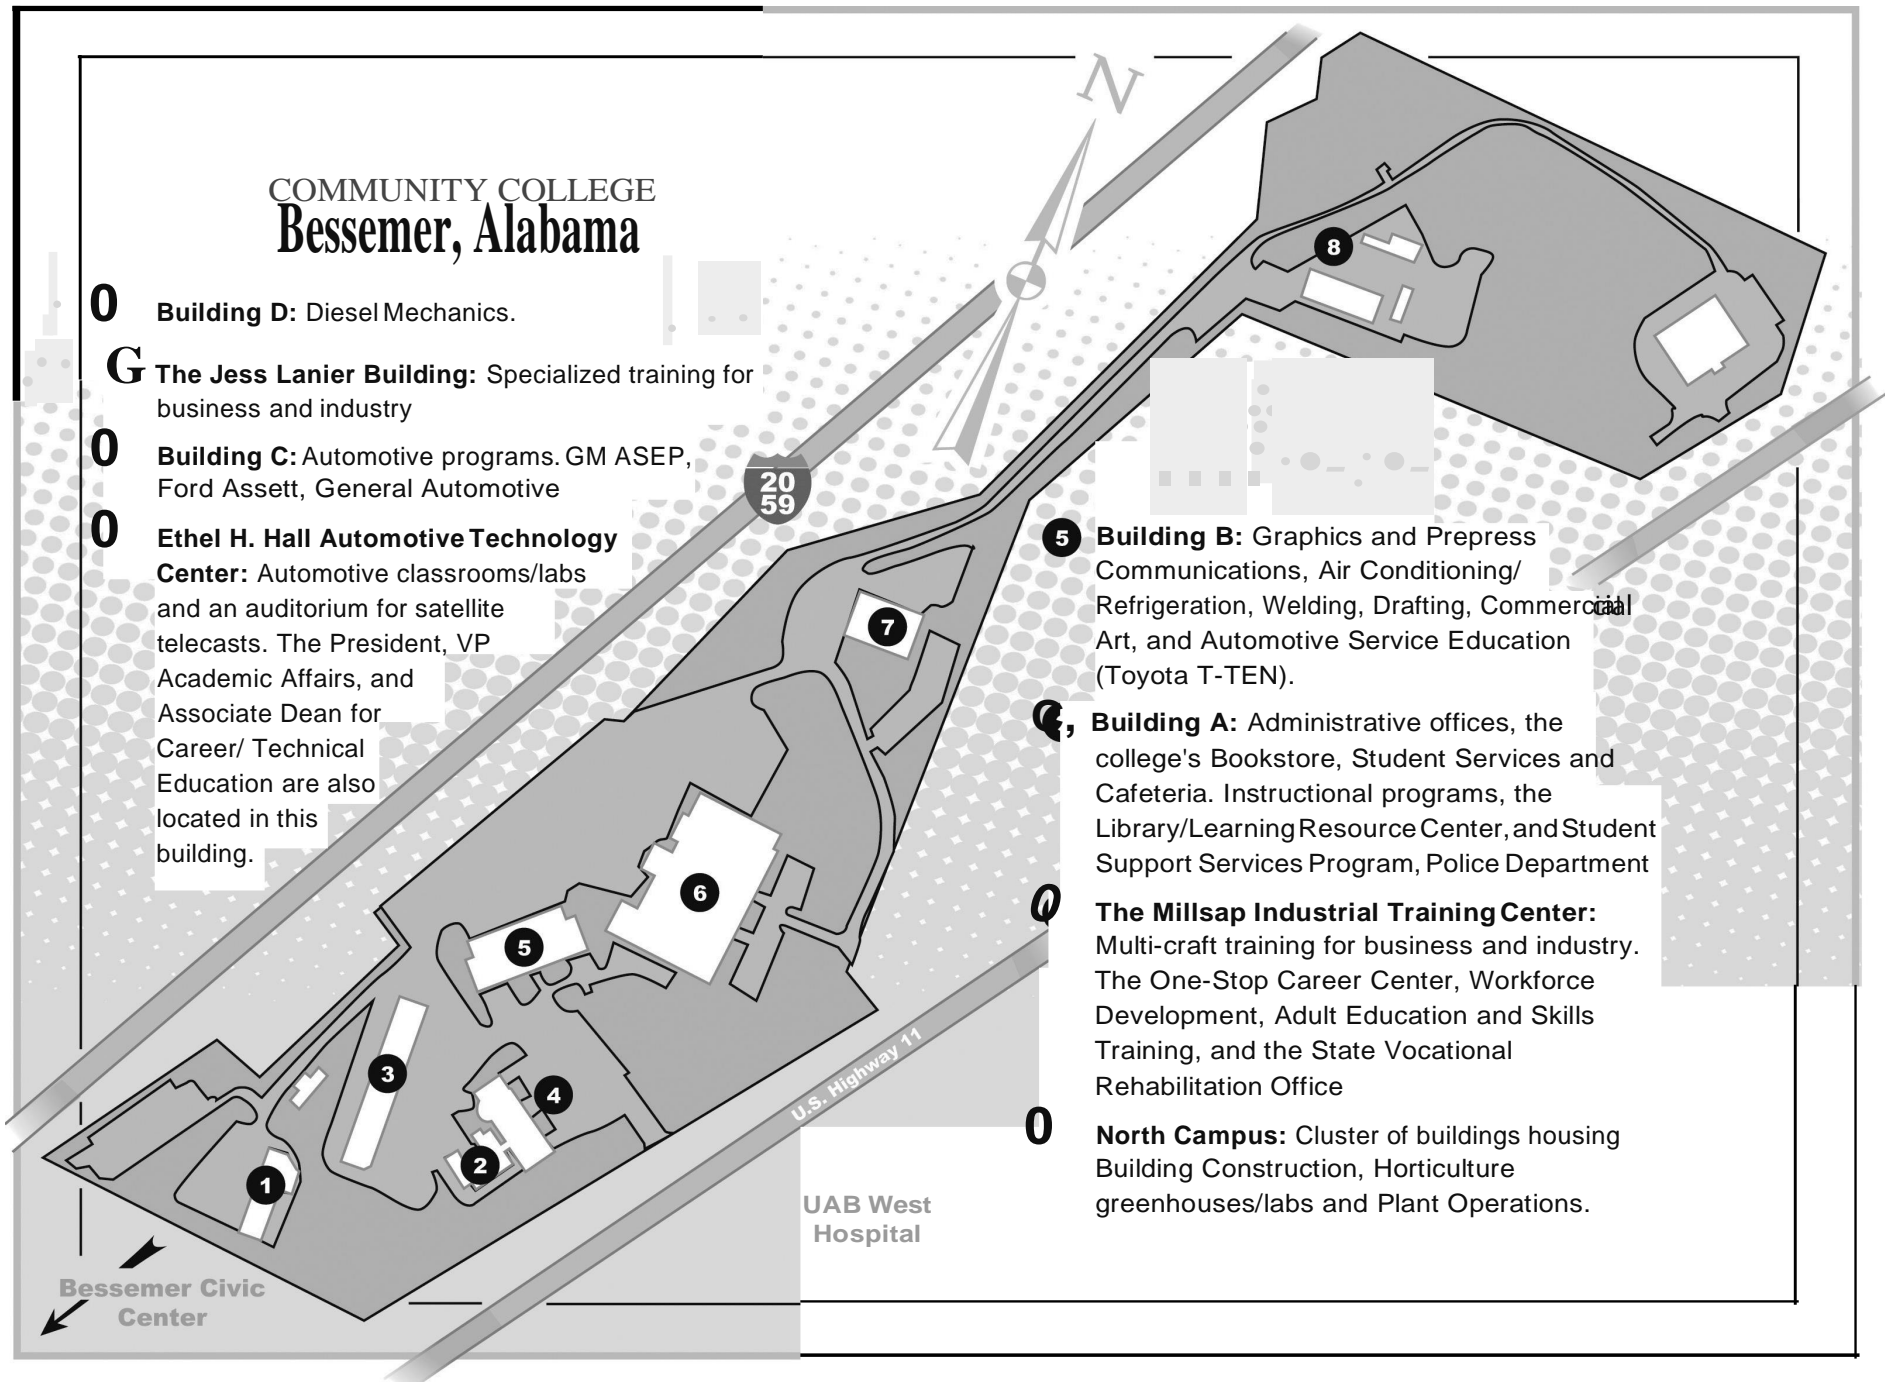 N
COMMUNITY COLLEGE
Bessemer, Alabama
0 Building D: Diesel Mechanics.
G The Jess Lanier Building: Specialized training for
business and industry
0 Building C: Automotive programs. GM ASEP,
Ford Assett, General Automotive
0 Ethel H. Hall Automotive Technology
Center: Automotive classrooms/labs
and an auditorium for satellite
telecasts. The President, VP
Academic Affairs, and
Associate Dean for
Career/ Technical
Education are also
located in this
building.
20
59
8
7
6
5
3
4
2
1
5 Building B: Graphics and Prepress
Communications, Air Conditioning/
Refrigeration, Welding, Drafting, Commercial
Art, and Automotive Service Education
(Toyota T-TEN).
Building A: Administrative offices, the
college's Bookstore, Student Services and
Cafeteria. Instructional programs, the
Library/Learning Resource Center, and Student
Support Services Program, Police Department
0 The Millsap Industrial Training Center:
Multi-craft training for business and industry.
The One-Stop Career Center, Workforce
Development, Adult Education and Skills
Training, and the State Vocational
Rehabilitation Office
0 North Campus: Cluster of buildings housing
Building Construction, Horticulture
greenhouses/labs and Plant Operations.
U.S. Highway 11
UAB West
Hospital
Bessemer Civic
Center